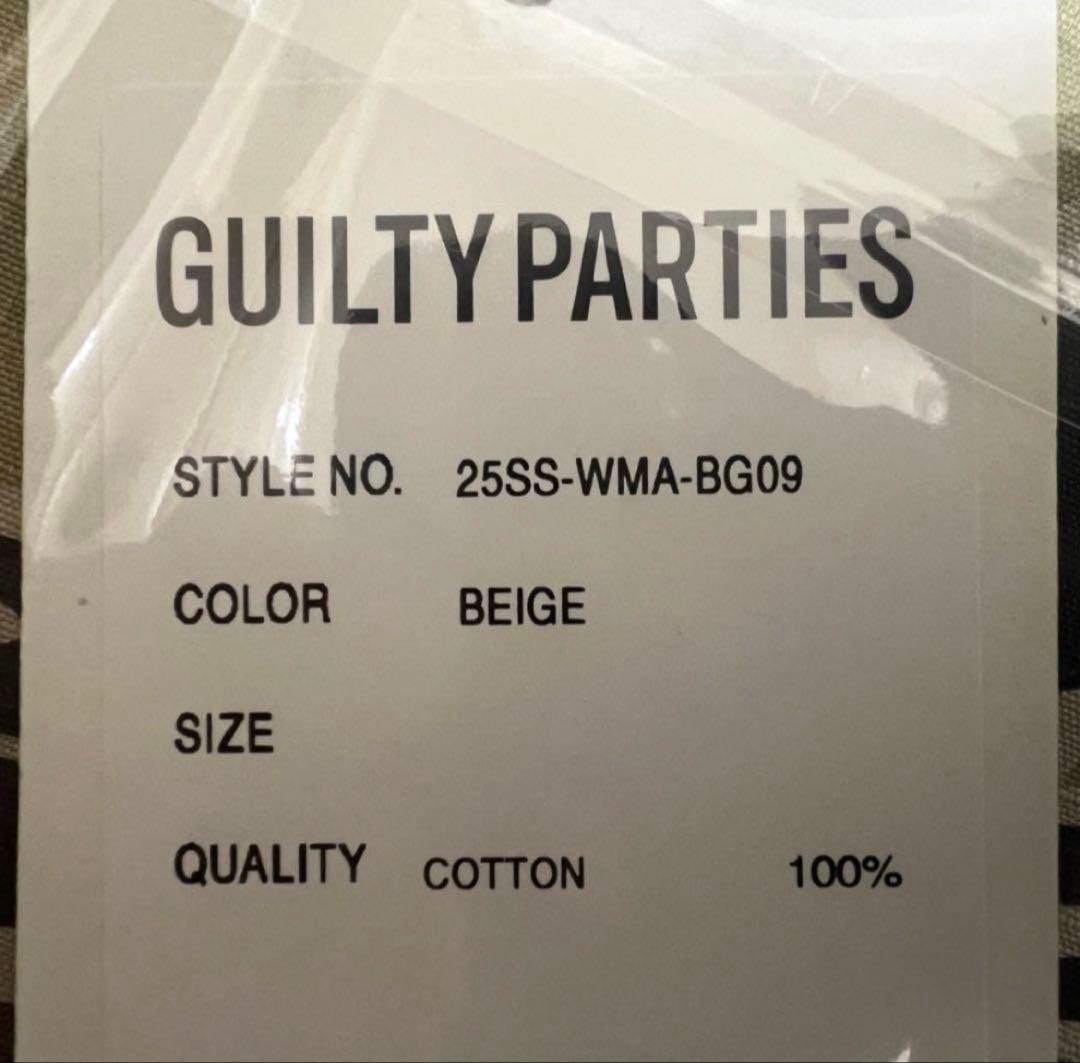 GUILTY PARTIES
STYLE NO. 25SS-WMA-BG09
COLOR BEIGE
SIZE
QUALITY COTTON 100%